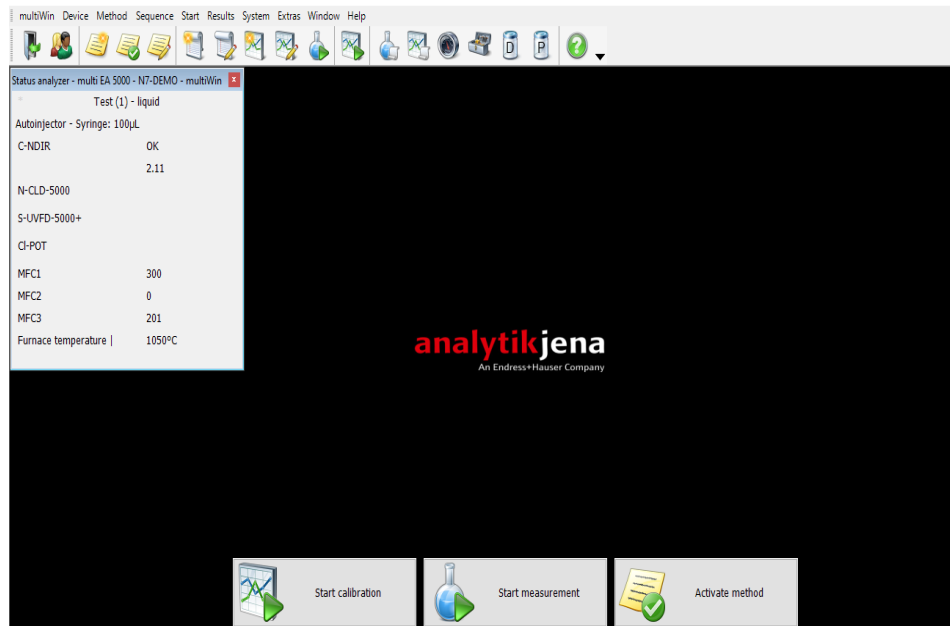 multiWin Device Method Sequence Start Results System Extras Window Help
D P ?
Status analyzer - multi EA 5000 - N7-DEMO - multiWin x
Test (1) - liquid
Autoinjector - Syringe: 100µL
C-NDIR OK
2.11
N-CLD-5000
S-UVFD-5000+
Cl-POT
MFC1 300
MFC2 0
MFC3 201
Furnace temperature | 1050°C
analytikjena
An Endress+Hauser Company
Start calibration Start measurement Activate method